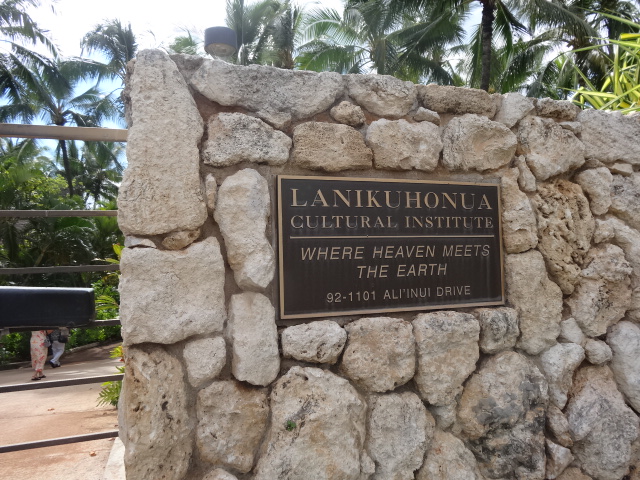 LANIKUHONUA
CULTURAL INSTITUTE
WHERE HEAVEN MEETS
THE EARTH
92-1101 ALI'INUI DRIVE